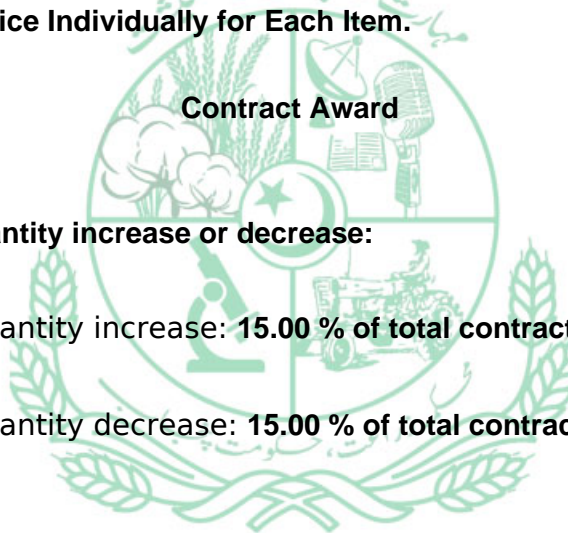 ice Individually for Each Item.
Contract Award
antity increase or decrease:
antity increase: 15.00 % of total contract
antity decrease: 15.00 % of total contrac